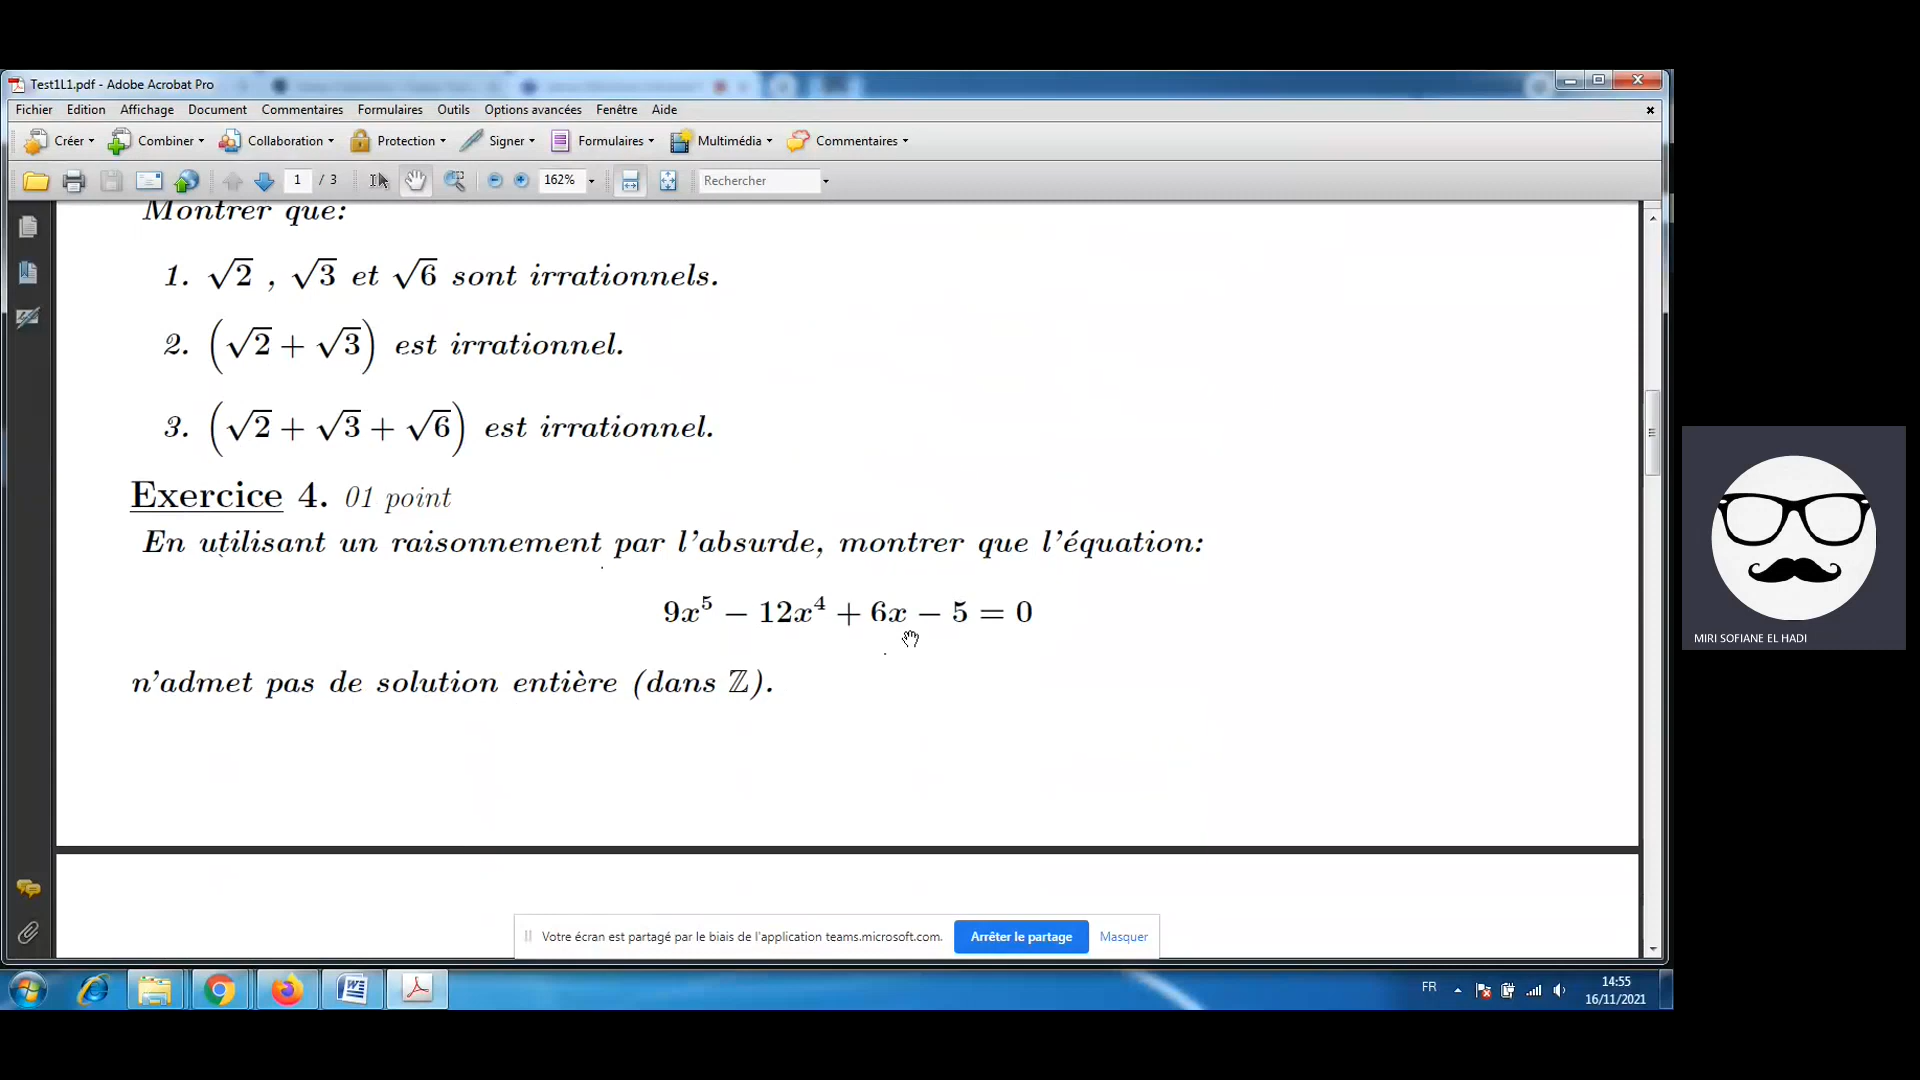 Test1L1.pdf - Adobe Acrobat Pro
Fichier Edition Affichage Document Commentaires Formulaires Outils Options avancées Fenêtre Aide
Créer Combiner Collaboration Protection Signer Formulaires Multimédia Commentaires
1 / 3 162% Rechercher
Montrer que:
1. √2 , √3 et √6 sont irrationnels.
2. (√2 + √3) est irrationnel.
3. (√2 + √3 + √6) est irrationnel.
Exercice 4. 01 point
En utilisant un raisonnement par l'absurde, montrer que l'équation:
9x⁵ − 12x⁴ + 6x − 5 = 0
n'admet pas de solution entière (dans ℤ).
MIRI SOFIANE EL HADI
Votre écran est partagé par le biais de l'application teams.microsoft.com. Arrêter le partage Masquer
FR 14:55
16/11/2021